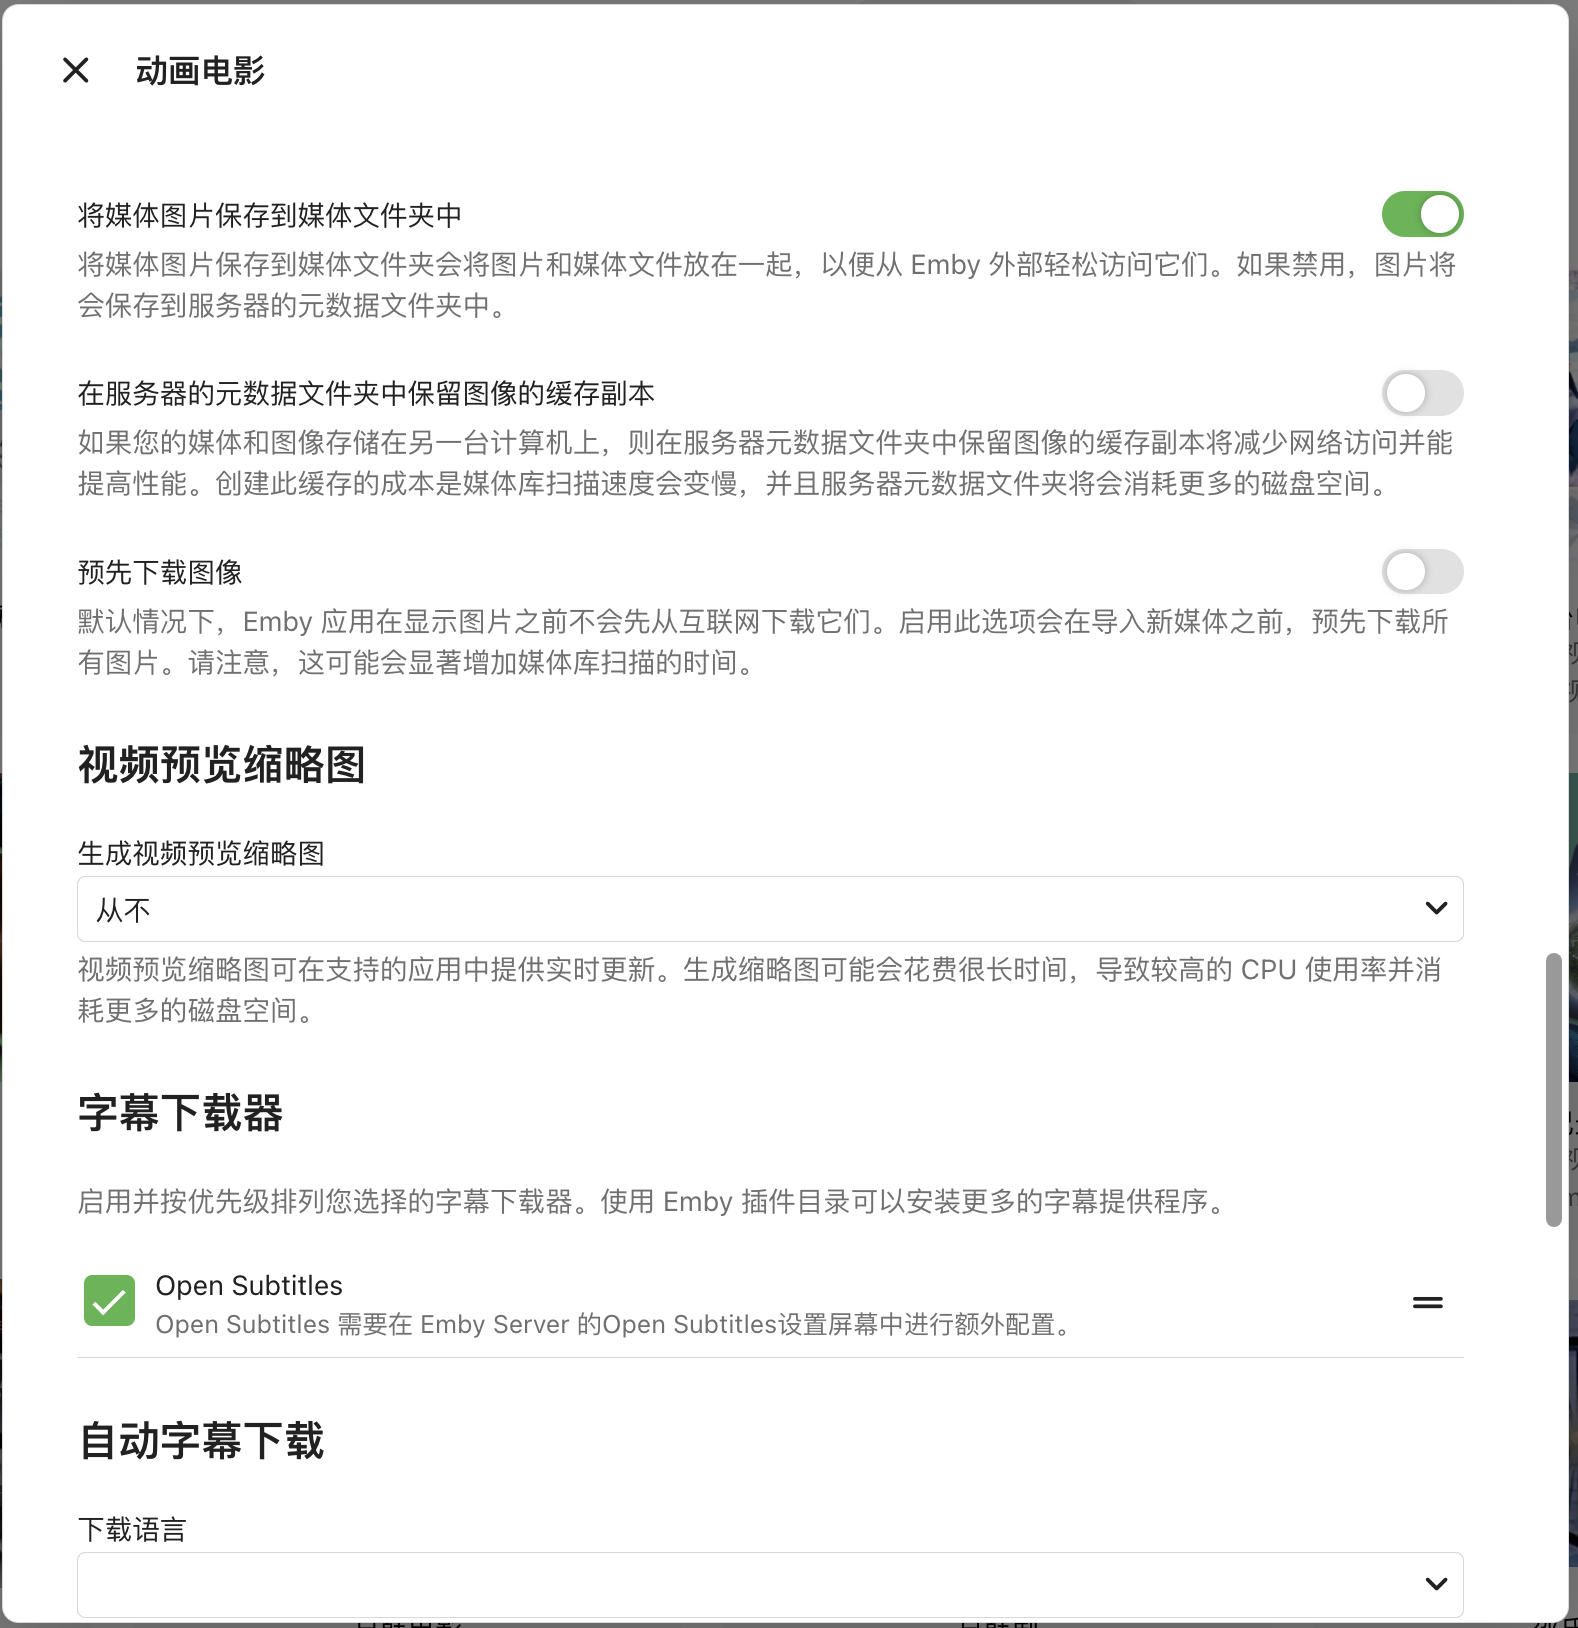 动画电影
将媒体图片保存到媒体文件夹中
将媒体图片保存到媒体文件夹会将图片和媒体文件放在一起，以便从 Emby 外部轻松访问它们。如果禁用，图片将
会保存到服务器的元数据文件夹中。
在服务器的元数据文件夹中保留图像的缓存副本
如果您的媒体和图像存储在另一台计算机上，则在服务器元数据文件夹中保留图像的缓存副本将减少网络访问并能
提高性能。创建此缓存的成本是媒体库扫描速度会变慢，并且服务器元数据文件夹将会消耗更多的磁盘空间。
预先下载图像
默认情况下，Emby 应用在显示图片之前不会先从互联网下载它们。启用此选项会在导入新媒体之前，预先下载所
有图片。请注意，这可能会显著增加媒体库扫描的时间。
视频预览缩略图
生成视频预览缩略图
从不
视频预览缩略图可在支持的应用中提供实时更新。生成缩略图可能会花费很长时间，导致较高的 CPU 使用率并消
耗更多的磁盘空间。
字幕下载器
启用并按优先级排列您选择的字幕下载器。使用 Emby 插件目录可以安装更多的字幕提供程序。
Open Subtitles
Open Subtitles 需要在 Emby Server 的Open Subtitles设置屏幕中进行额外配置。
自动字幕下载
下载语言